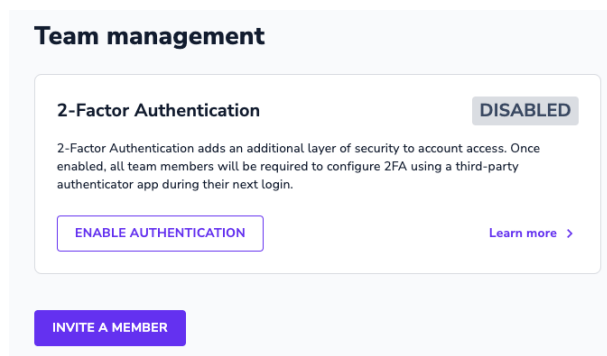 Team management
2-Factor Authentication
DISABLED
2-Factor Authentication adds an additional layer of security to account access. Once
enabled, all team members will be required to configure 2FA using a third-party
authenticator app during their next login.
ENABLE AUTHENTICATION
Learn more
INVITE A MEMBER